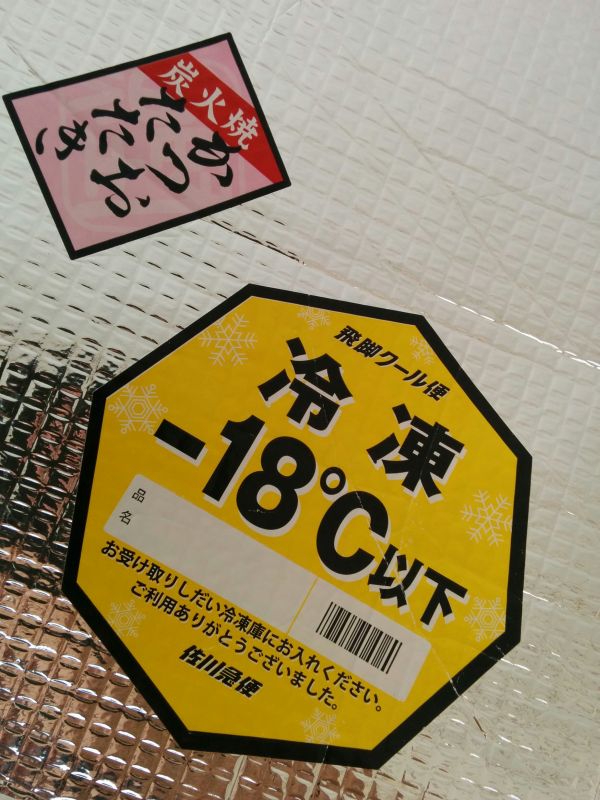 炭火焼
かつお
たたき
飛脚クール便
冷凍
-18℃以下
品名
お受け取りしだい冷凍庫にお入れください。
ご利用ありがとうございました。
佐川急便